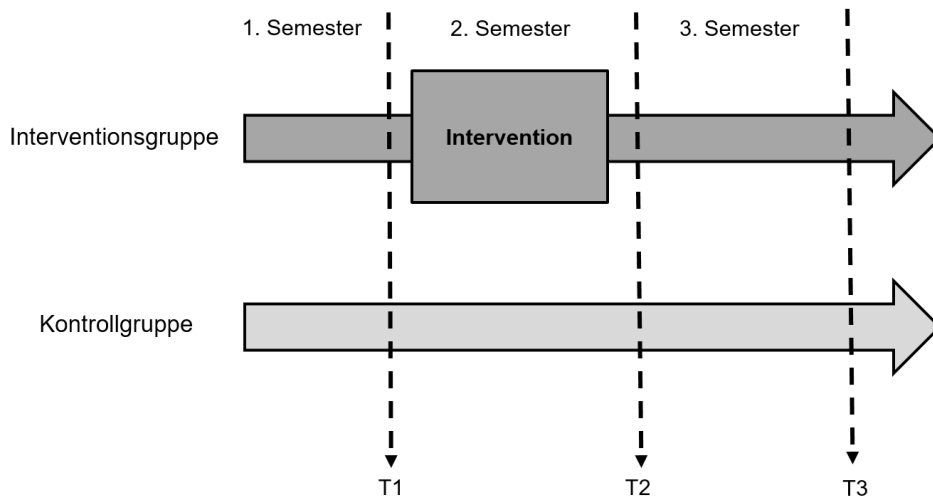 1. Semester 2. Semester 3. Semester
Interventionsgruppe
Intervention
Kontrollgruppe
T1 T2 T3